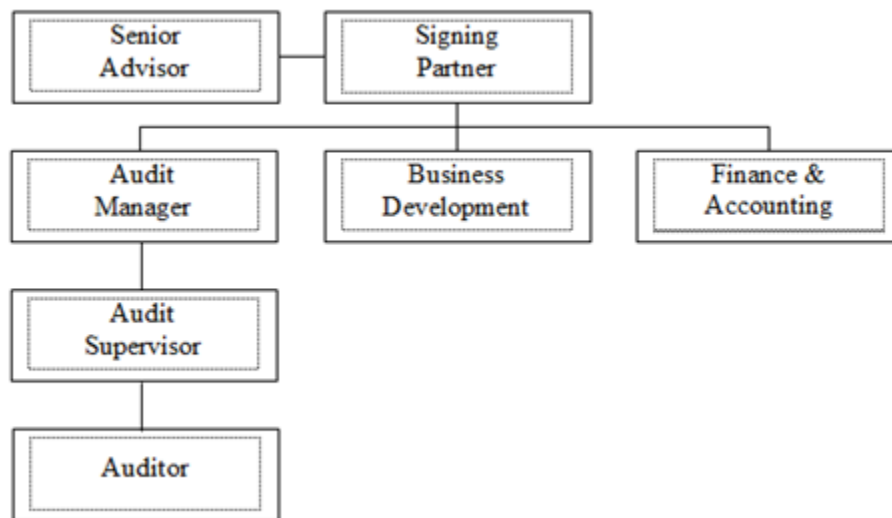 Senior
Advisor
Signing
Partner
Audit
Manager
Business
Development
Finance &
Accounting
Audit
Supervisor
Auditor